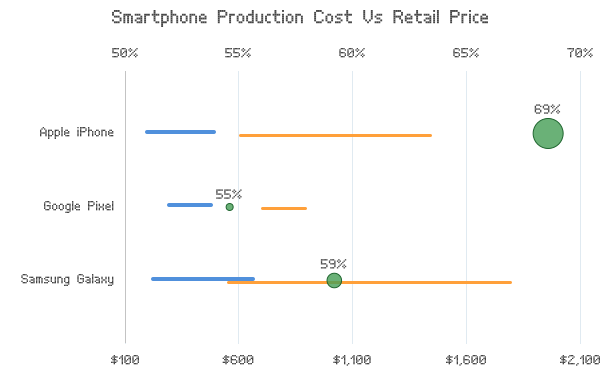 Smartphone Production Cost Vs Retail Price
50% 55% 60% 65% 70%
69%
Apple iPhone
55%
Google Pixel
59%
Samsung Galaxy
$100 $600 $1,100 $1,600 $2,100